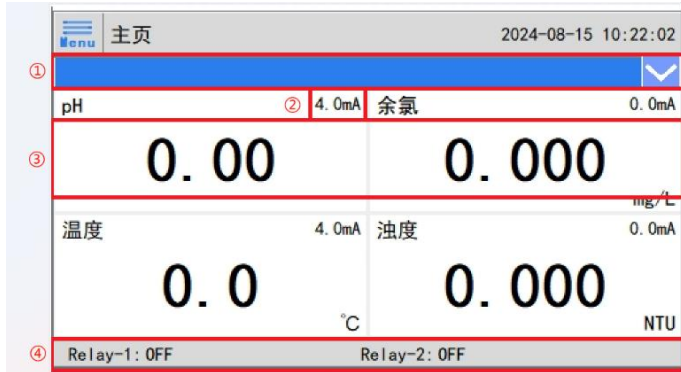 Menu 主页 2024-08-15 10:22:02
①
pH ② 4.0mA 余氯 0.0mA
③ 0.00 0.000
mg/L
温度 4.0mA 浊度 0.0mA
0.0 0.000
℃ NTU
④ Relay-1:OFF Relay-2:OFF